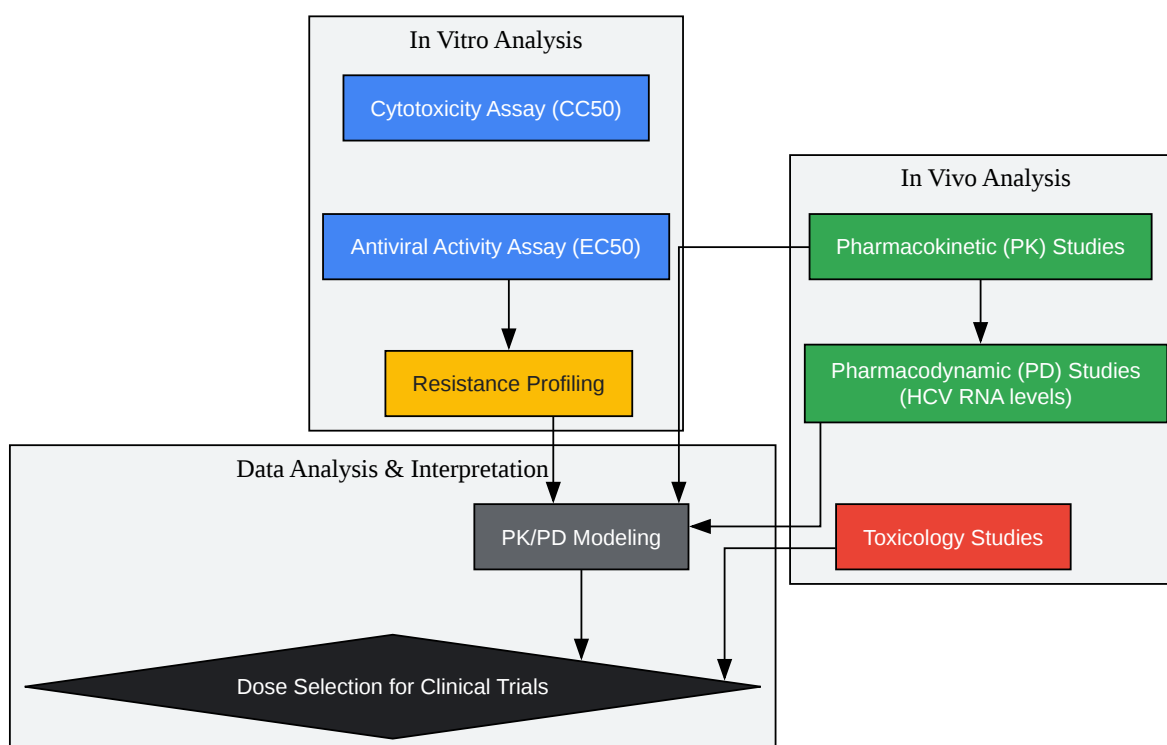 In Vitro Analysis
Cytotoxicity Assay (CC50)
Antiviral Activity Assay (EC50)
Resistance Profiling
In Vivo Analysis
Pharmacokinetic (PK) Studies
Pharmacodynamic (PD) Studies
(HCV RNA levels)
Toxicology Studies
Data Analysis & Interpretation
PK/PD Modeling
Dose Selection for Clinical Trials